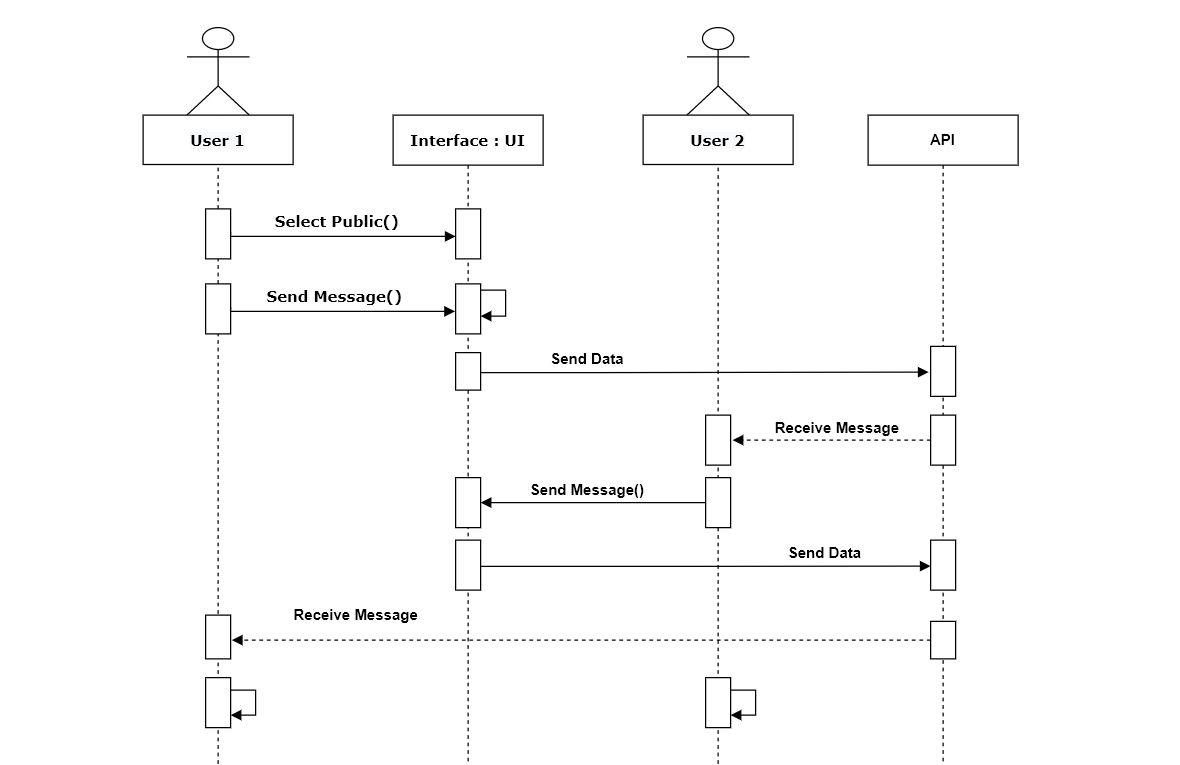 User 1
Interface : UI
User 2
API
Select Public()
Send Message()
Send Data
Receive Message
Send Message()
Send Data
Receive Message